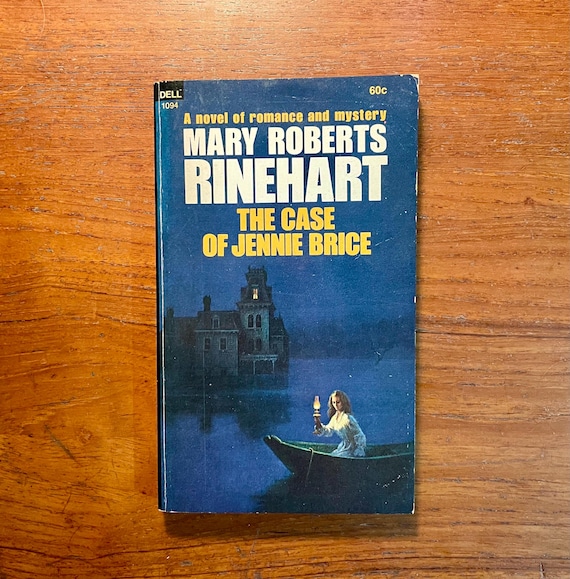 DELL
1094
60c
A novel of romance and mystery
MARY ROBERTS
RINEHART
THE CASE
OF JENNIE BRICE